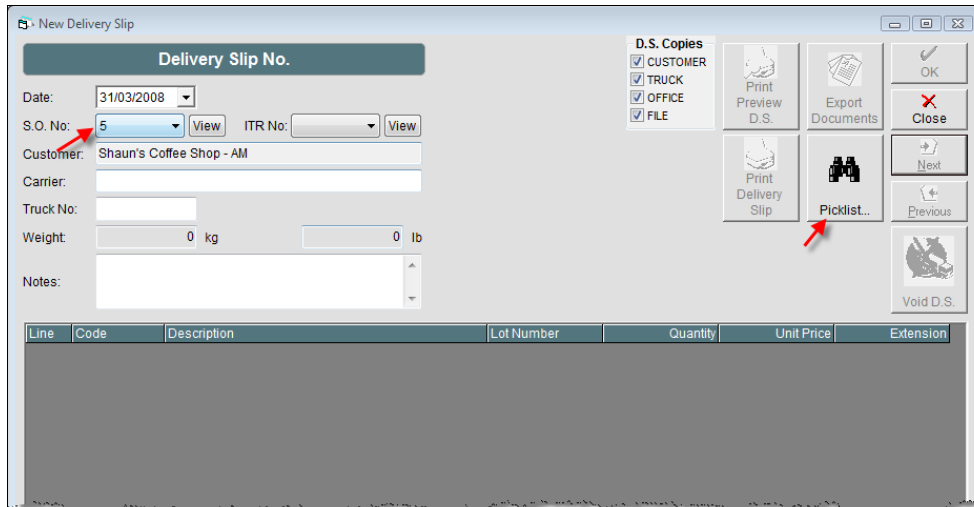 New Delivery Slip
Delivery Slip No.
Date: 31/03/2008
S.O. No: 5 View ITR No: View
Customer: Shaun's Coffee Shop - AM
Carrier:
Truck No:
Weight: 0 kg 0 lb
Notes:
D.S. Copies
CUSTOMER
TRUCK
OFFICE
FILE
Print
Preview
D.S.
Export
Documents
OK
Close
Print
Delivery
Slip
Picklist...
Next
Previous
Void D.S.
Line Code Description Lot Number Quantity Unit Price Extension